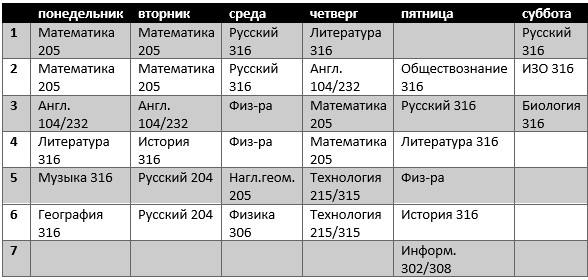 понедельник вторник среда четверг пятница суббота
1 Математика 205 Математика 205 Русский 316 Литература 316 Русский 316
2 Математика 205 Математика 205 Русский 316 Англ. 104/232 Обществознание 316 ИЗО 316
3 Англ. 104/232 Англ. 104/232 Физ-ра Математика 205 Русский 316 Биология 316
4 Литература 316 История 316 Физ-ра Математика 205 Литература 316
5 Музыка 316 Русский 204 Нагл.геом. 205 Технология 215/315 Физ-ра
6 География 316 Русский 204 Физика 306 Технология 215/315 История 316
7 Информ. 302/308